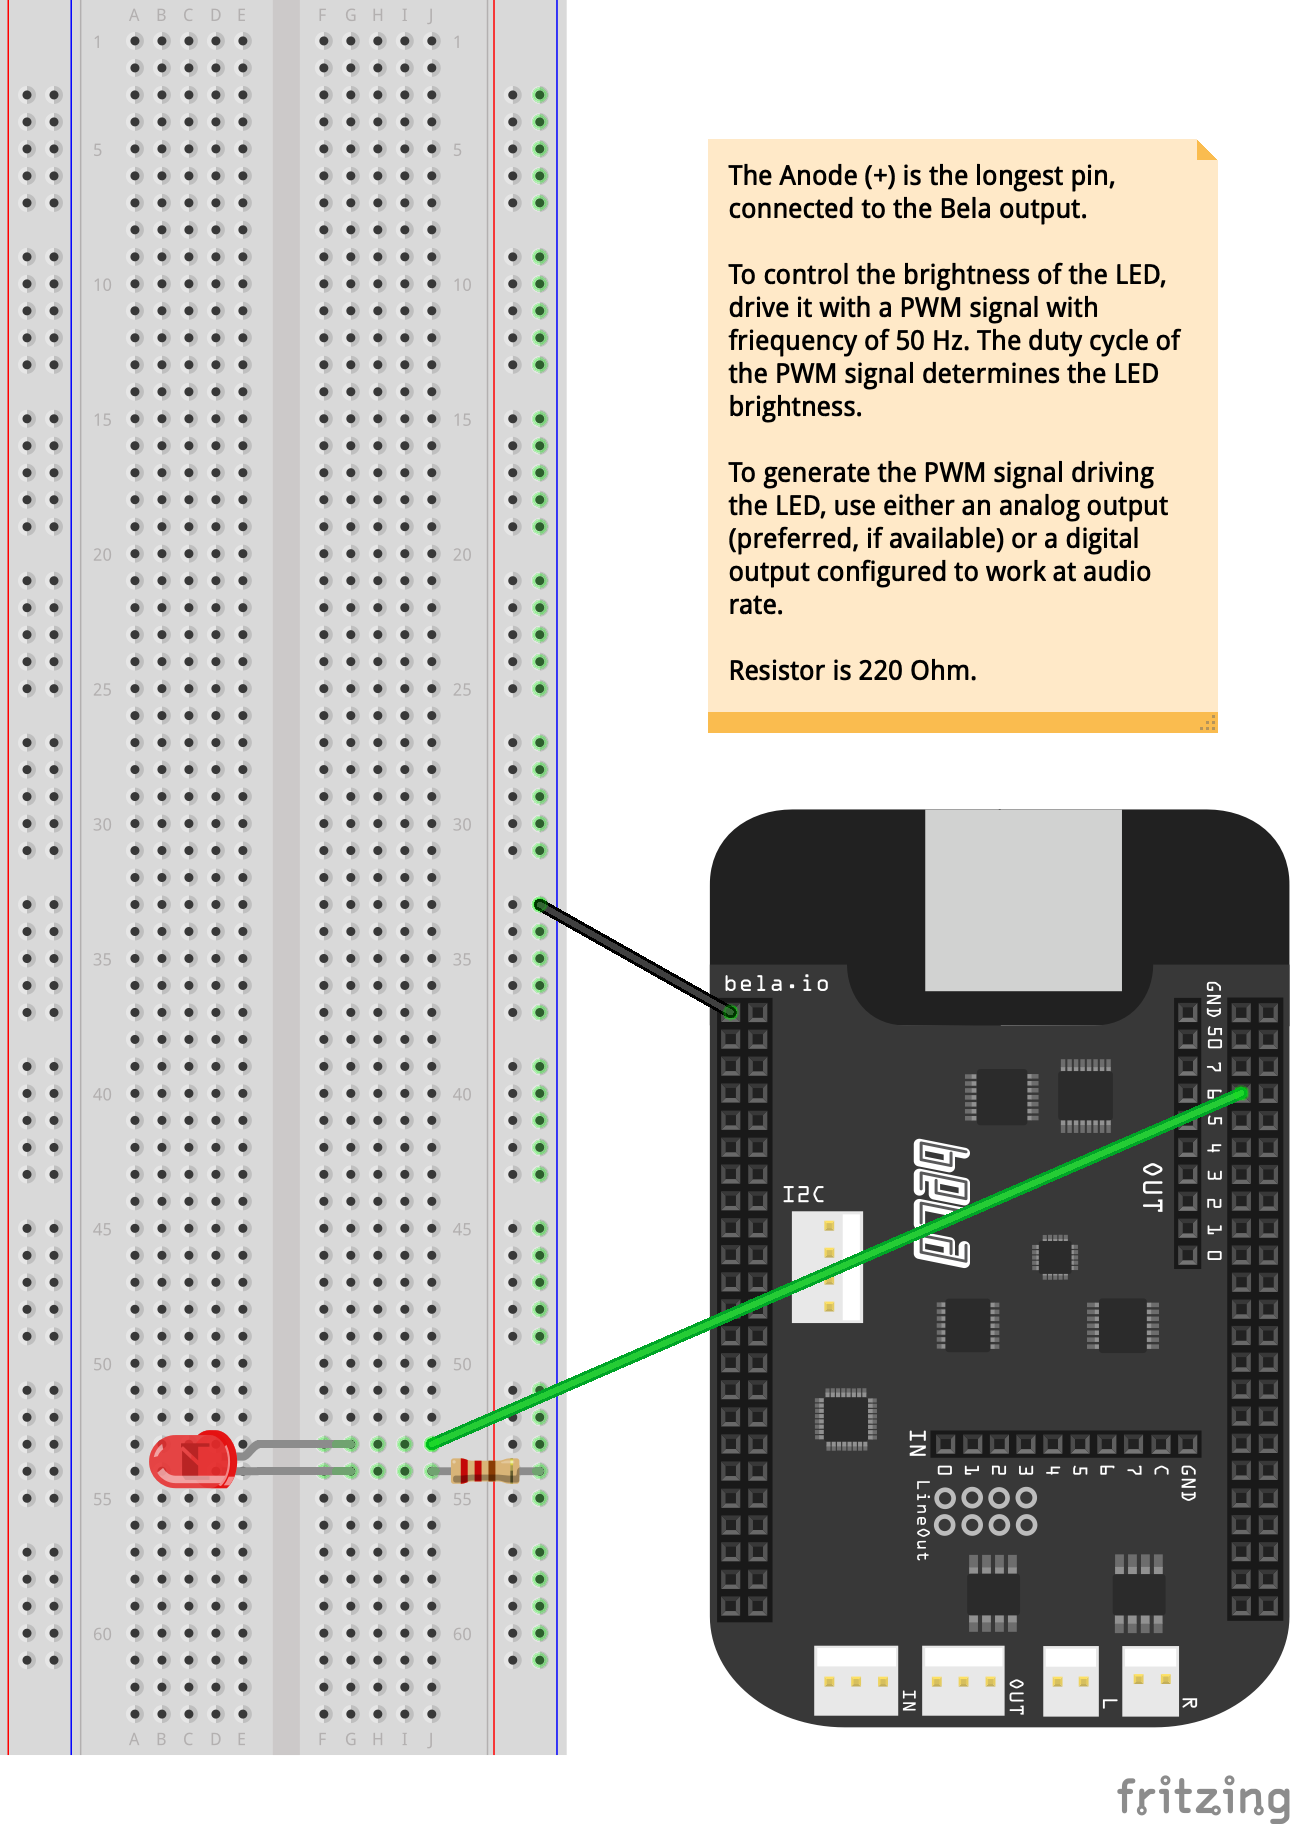 A B C D E F G H I J
1 1
5 5
10 10
15 15
20 20
25 25
30 30
35 35
40 40
45 45
50 50
55 55
60 60
A B C D E F G H I J
The Anode (+) is the longest pin,
connected to the Bela output.
To control the brightness of the LED,
drive it with a PWM signal with
friequency of 50 Hz. The duty cycle of
the PWM signal determines the LED
brightness.
To generate the PWM signal driving
the LED, use either an analog output
(preferred, if available) or a digital
output configured to work at audio
rate.
Resistor is 220 Ohm.
bela.io
GND
50
7
6
5
4
3
2
1
0
OUT
bela
I2C
IN
0 1 2 3 4 5 6 7 C GND
LineOut
IN OUT L R
fritzing